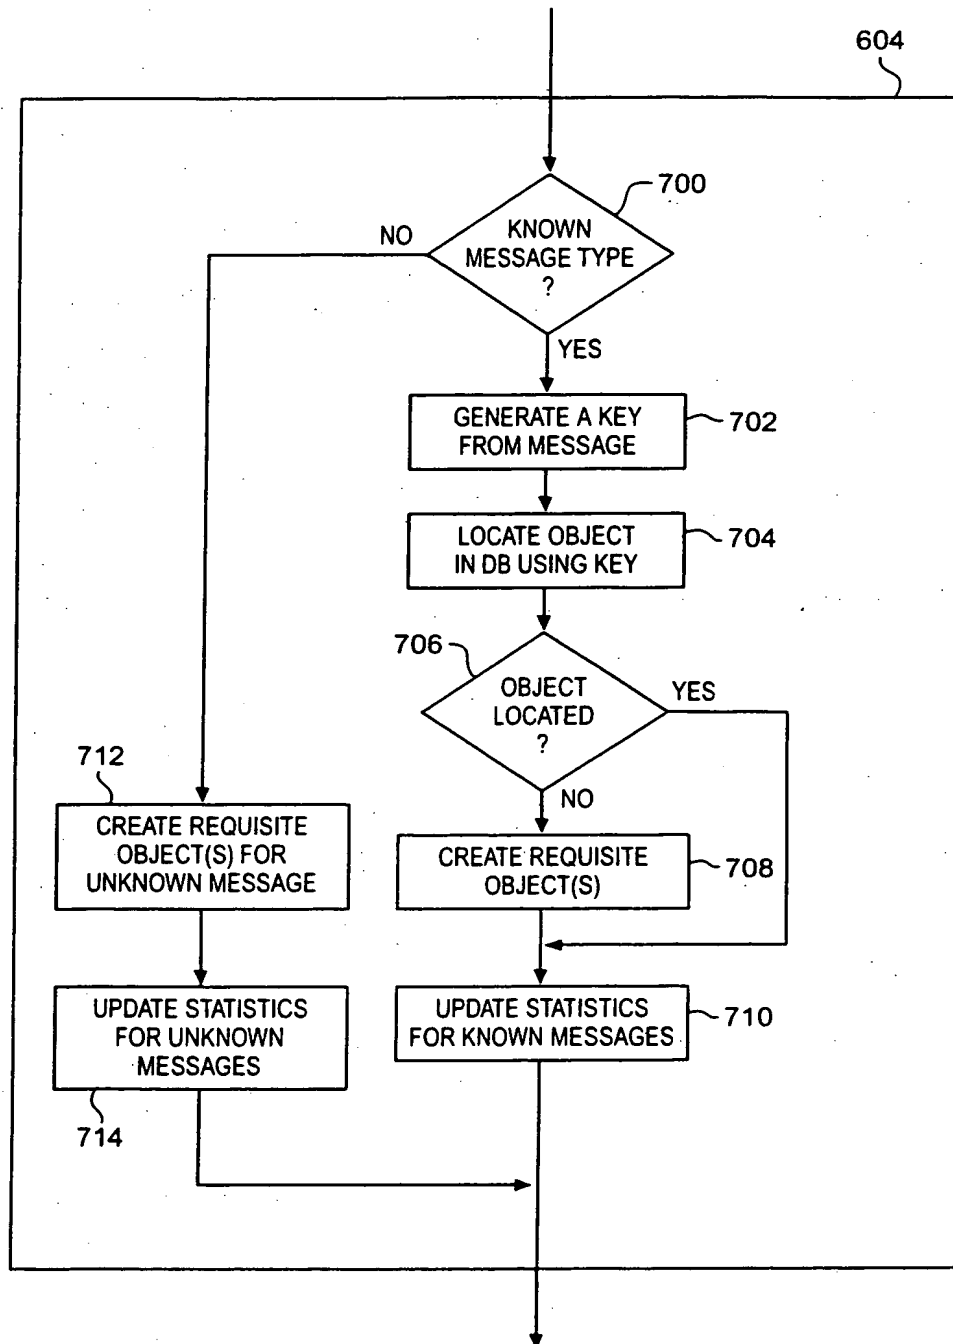 604
700
KNOWN
MESSAGE TYPE
?
NO
YES
GENERATE A KEY
FROM MESSAGE
702
LOCATE OBJECT
IN DB USING KEY
704
706
OBJECT
LOCATED
?
YES
NO
712
CREATE REQUISITE
OBJECT(S) FOR
UNKNOWN MESSAGE
CREATE REQUISITE
OBJECT(S)
708
UPDATE STATISTICS
FOR UNKNOWN
MESSAGES
714
UPDATE STATISTICS
FOR KNOWN MESSAGES
710